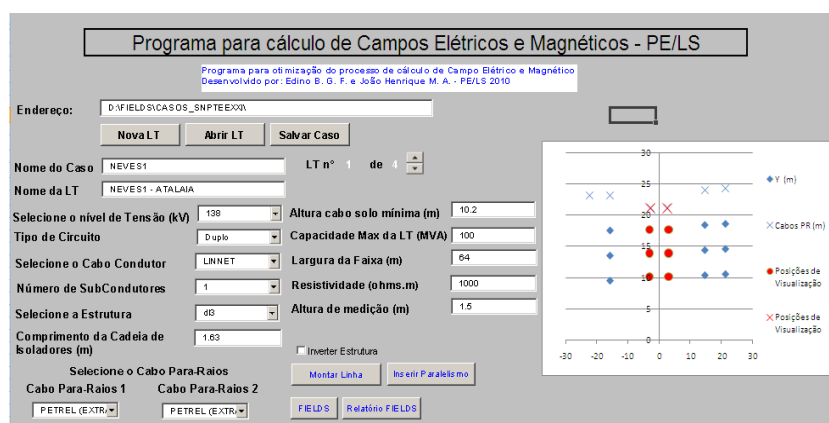 Programa para cálculo de Campos Elétricos e Magnéticos - PE/LS
Programa para otimização do processo de cálculo de Campo Elétrico e Magnético
Desenvolvido por: Edino B. G. F. e João Henrique M. A. - PE/LS 2010
Endereço: D:\FIELDS\CASOS_SNPTEEXXI\
Nova LT Abrir LT Salvar Caso
Nome do Caso NEVES1 LT nº 1 de 4
Nome da LT NEVES1 - ATALAIA
Selecione o nível de Tensão (kV) 138 Altura cabo solo mínima (m) 10.2
Tipo de Circuito Duplo Capacidade Max da LT (MVA) 100
Selecione o Cabo Condutor LINNET Largura da Faixa (m) 64
Número de SubCondutores 1 Resistividade (ohms.m) 1000
Selecione a Estrutura dl3 Altura de medição (m) 1.5
Comprimento da Cadeia de
Isoladores (m) 1.63
Inverter Estrutura
Selecione o Cabo Para-Raios
Montar Linha Inserir Paralelismo
Cabo Para-Raios 1 Cabo Para-Raios 2
PETREL (EXTR PETREL (EXTR
FIELDS Relatório FIELDS
30
25
20
15
10
5
0
-30 -20 -10 0 10 20 30
Y (m)
Cabos PR (m)
Posições de
Visualização
Posições de
Visualização